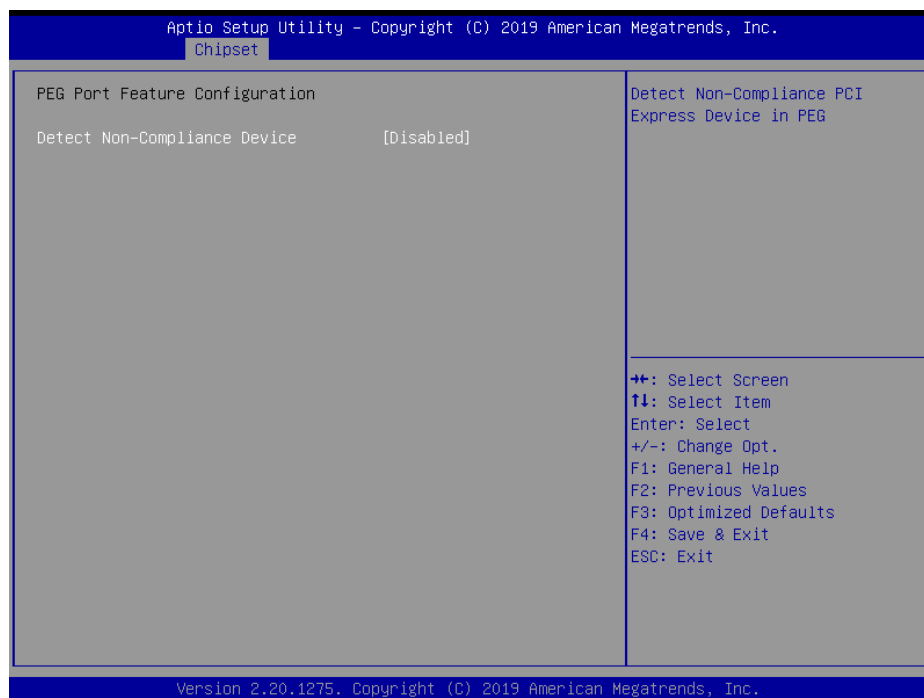 Aptio Setup Utility – Copyright (C) 2019 American Megatrends, Inc.
Chipset
PEG Port Feature Configuration
Detect Non-Compliance Device [Disabled]
Detect Non-Compliance PCI
Express Device in PEG
→←: Select Screen
↑↓: Select Item
Enter: Select
+/-: Change Opt.
F1: General Help
F2: Previous Values
F3: Optimized Defaults
F4: Save & Exit
ESC: Exit
Version 2.20.1275. Copyright (C) 2019 American Megatrends, Inc.